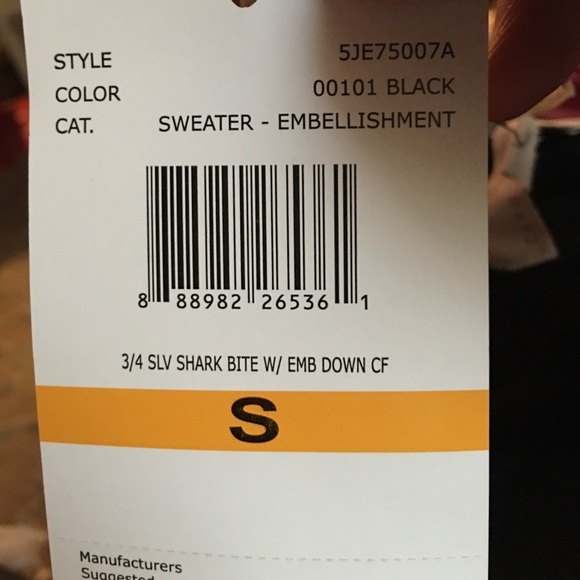 STYLE 5JE75007A
COLOR 00101 BLACK
CAT. SWEATER - EMBELLISHMENT
8 88982 26536 1
3/4 SLV SHARK BITE W/ EMB DOWN CF
S
Manufacturers
Suggested